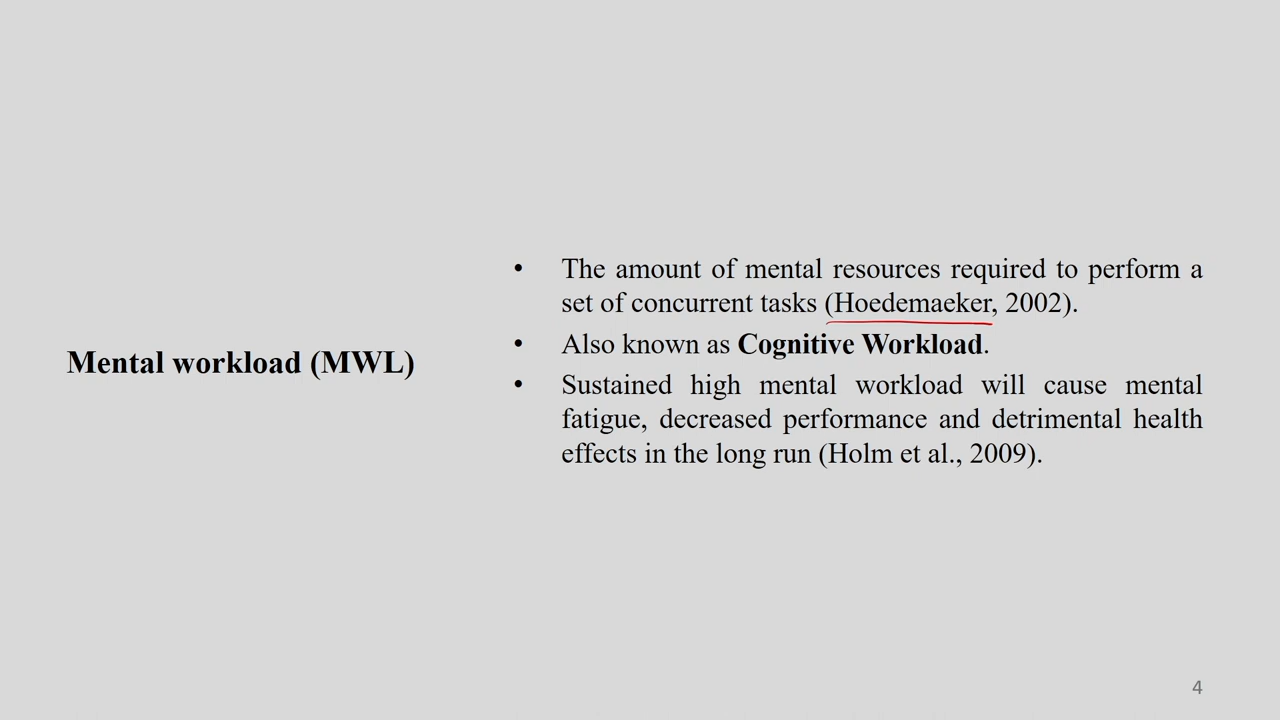 Mental workload (MWL)
• The amount of mental resources required to perform a
set of concurrent tasks (Hoedemaeker, 2002).
• Also known as Cognitive Workload.
• Sustained high mental workload will cause mental
fatigue, decreased performance and detrimental health
effects in the long run (Holm et al., 2009).
4